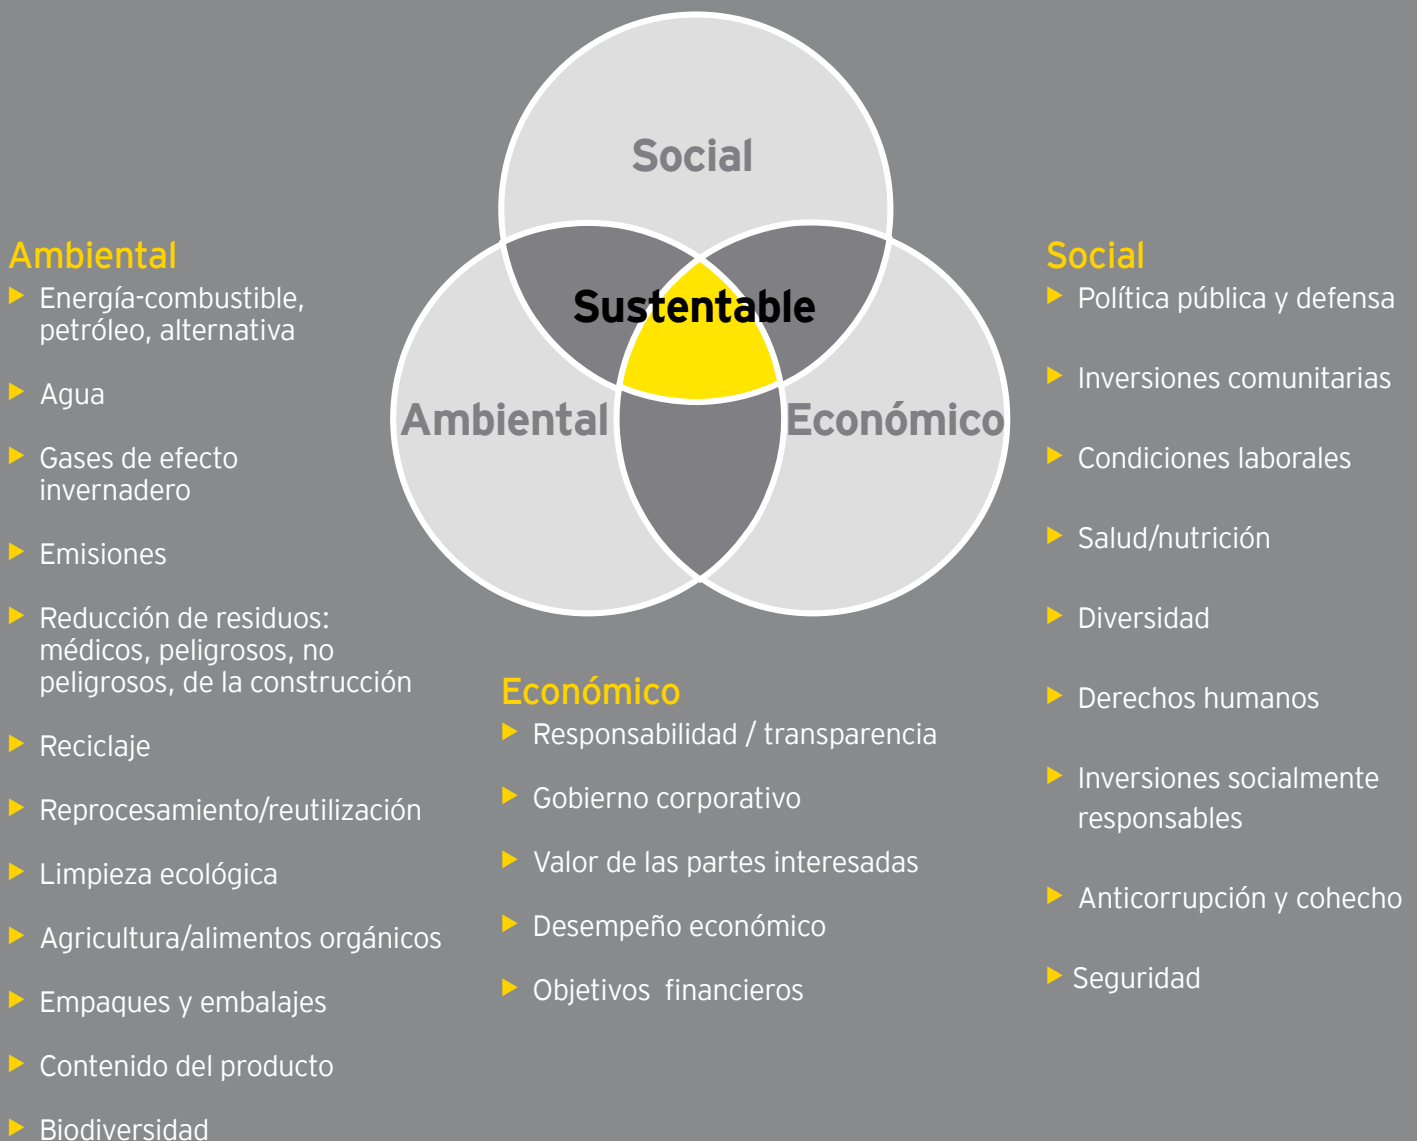 Social
Sustentable
Ambiental
Económico
Ambiental
Energía-combustible,
petróleo, alternativa
Agua
Gases de efecto
invernadero
Emisiones
Reducción de residuos:
médicos, peligrosos, no
peligrosos, de la construcción
Reciclaje
Reprocesamiento/reutilización
Limpieza ecológica
Agricultura/alimentos orgánicos
Empaques y embalajes
Contenido del producto
Biodiversidad
Económico
Responsabilidad / transparencia
Gobierno corporativo
Valor de las partes interesadas
Desempeño económico
Objetivos financieros
Social
Política pública y defensa
Inversiones comunitarias
Condiciones laborales
Salud/nutrición
Diversidad
Derechos humanos
Inversiones socialmente
responsables
Anticorrupción y cohecho
Seguridad